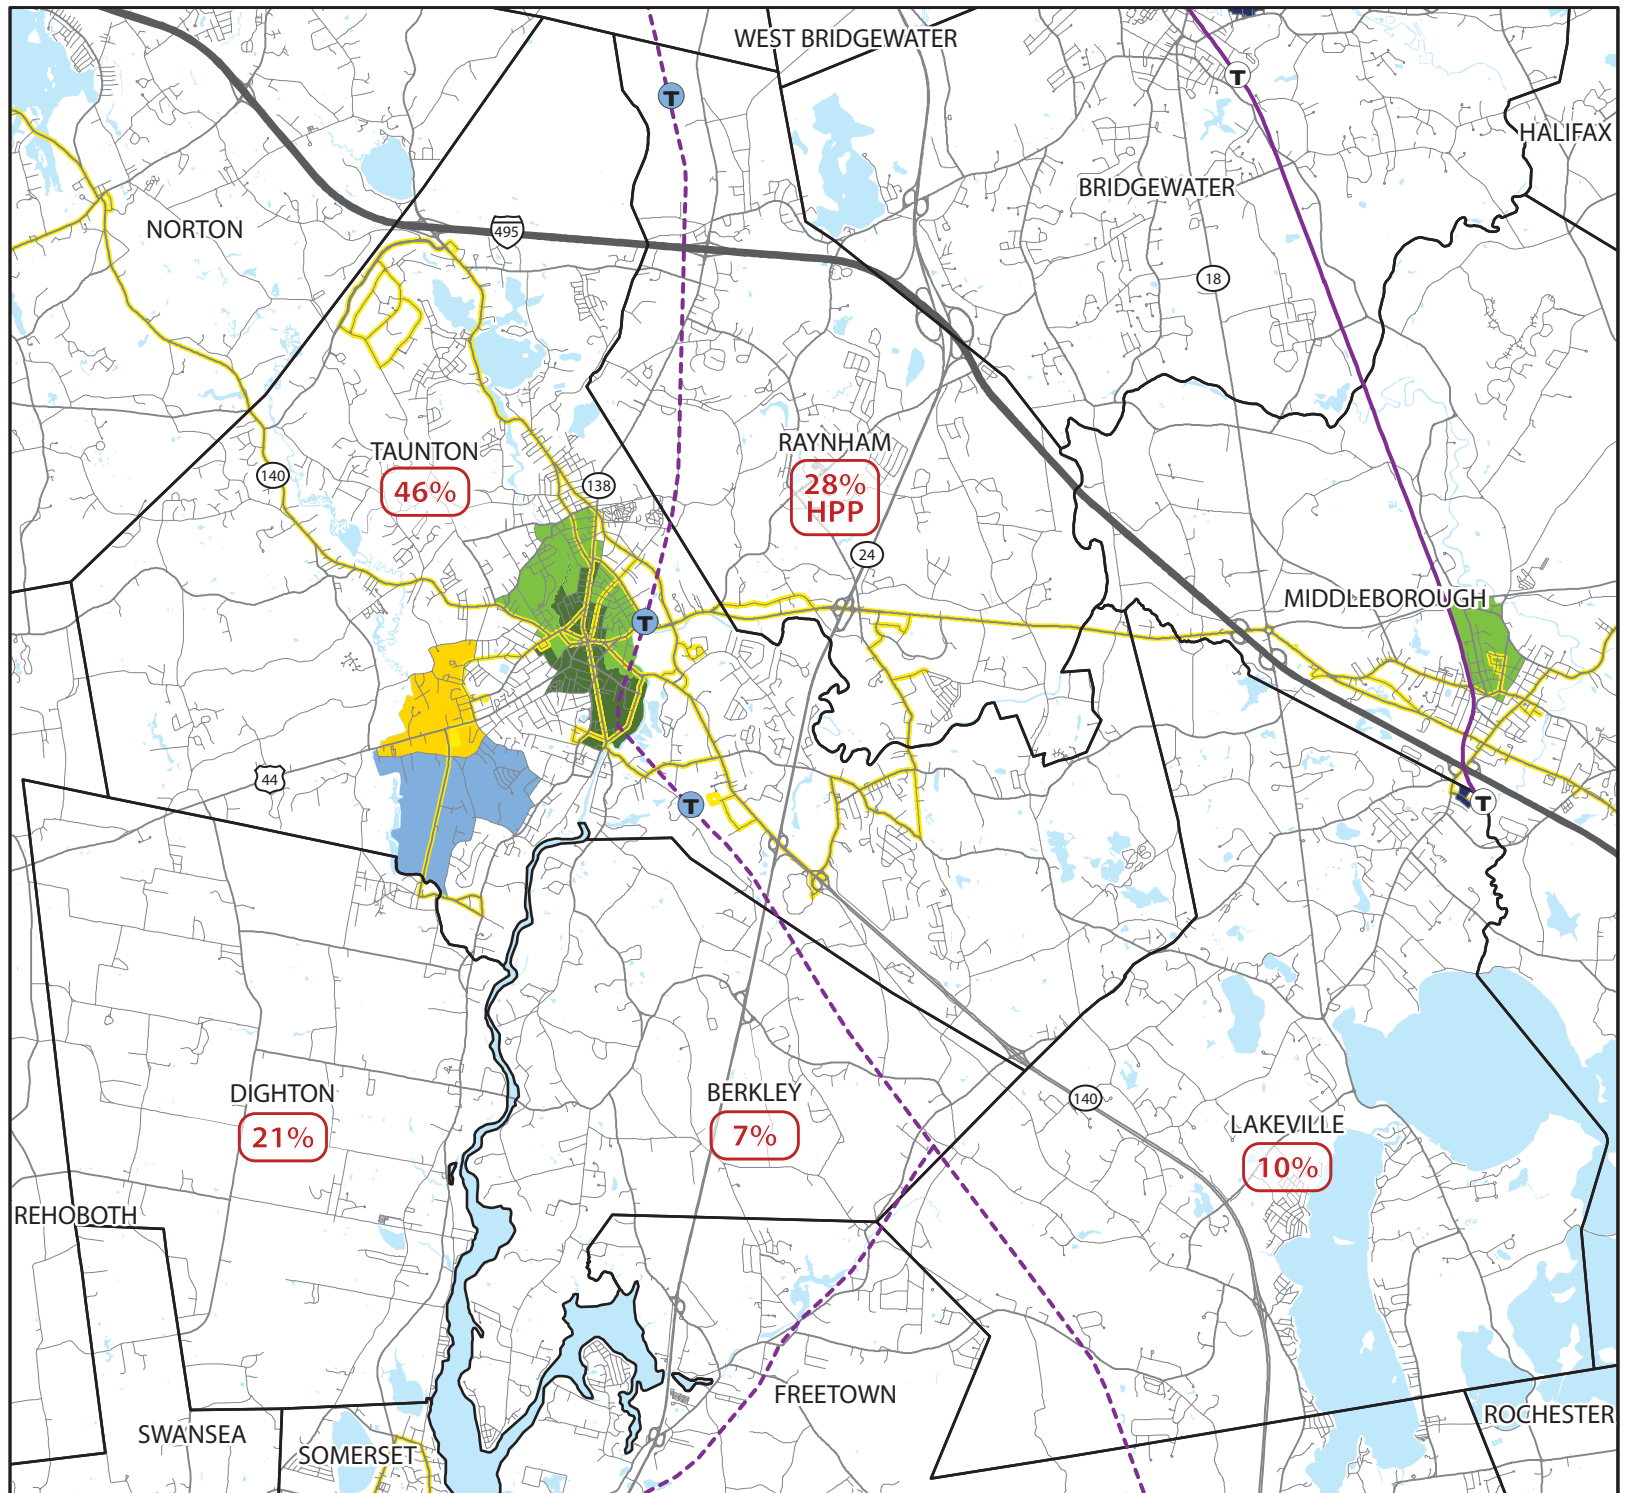 WEST BRIDGEWATER
T
T
HALIFAX
BRIDGEWATER
NORTON
495
18
TAUNTON
46%
RAYNHAM
28%
HPP
140
138
24
MIDDLEBOROUGH
T
44
T
T
DIGHTON
21%
BERKLEY
7%
140
LAKEVILLE
10%
REHOBOTH
FREETOWN
ROCHESTER
SWANSEA
SOMERSET